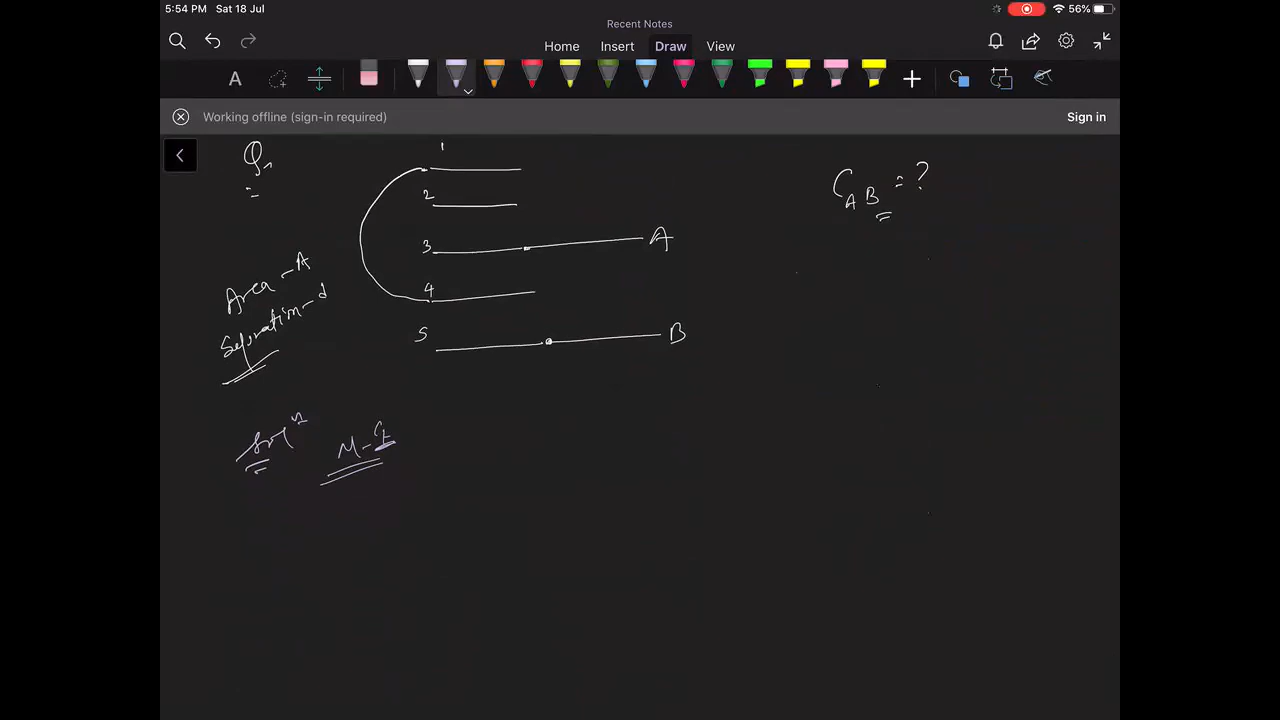 5:54 PM Sat 18 Jul
56%
Recent Notes
Home Insert Draw View
A
Working offline (sign-in required)
Sign in
Q.
1
2
3
4
5
A
B
C AB = ?
Area - A
Separation - d
Sol n
M-I